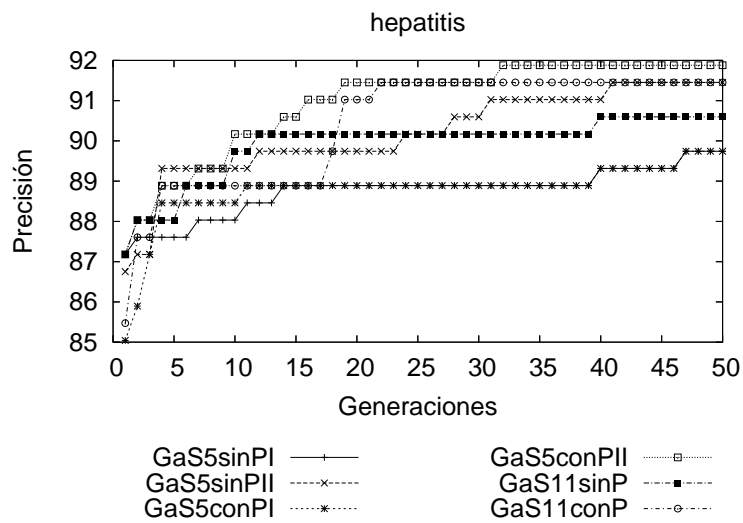 hepatitis
92
91
90
89
88
87
86
85
Precisión
0 5 10 15 20 25 30 35 40 45 50
Generaciones
GaS5sinPI
GaS5sinPII
GaS5conPI
GaS5conPII
GaS11sinP
GaS11conP